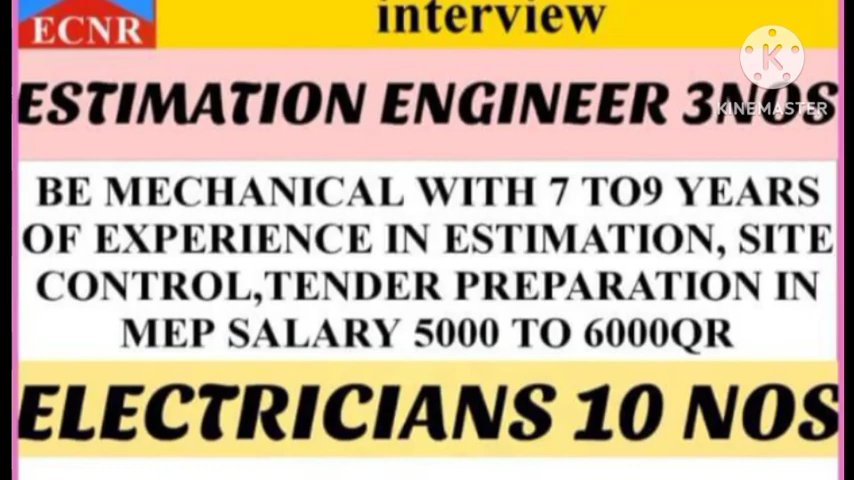 ECNR
interview
KINEMASTER
ESTIMATION ENGINEER 3NOS
BE MECHANICAL WITH 7 TO9 YEARS
OF EXPERIENCE IN ESTIMATION, SITE
CONTROL,TENDER PREPARATION IN
MEP SALARY 5000 TO 6000QR
ELECTRICIANS 10 NOS